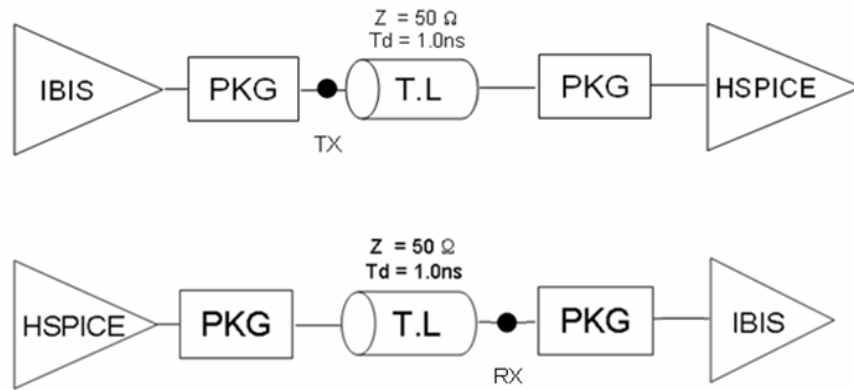 Z = 50 Ω
Td = 1.0ns
IBIS
PKG
T.L
PKG
HSPICE
TX
Z = 50 Ω
Td = 1.0ns
HSPICE
PKG
T.L
PKG
IBIS
RX